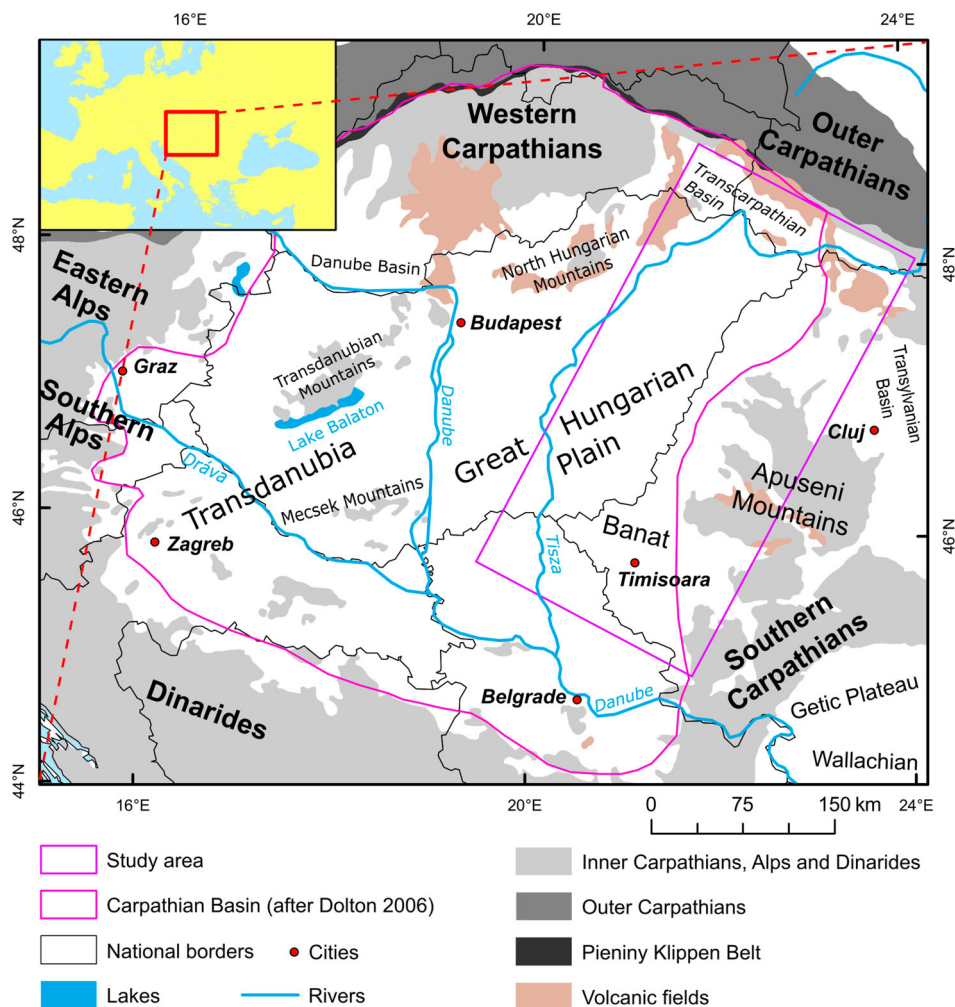 16°E
20°E
24°E
Western
Carpathians
Outer
Carpathians
Transcarpathian
Basin
48°N
48°N
Eastern
Alps
Danube Basin
North Hungarian
Mountains
Budapest
Graz
Transdanubian
Mountains
Lake Balaton
Danube
Southern
Alps
Great Hungarian
Plain
Transylvanian
Basin
Cluj
Dráva
Transdanubia
Mecsek Mountains
Apuseni
Mountains
46°N
46°N
Zagreb
Tisza
Banat
Timisoara
Southern
Carpathians
Dinarides
Belgrade
Danube
Getic Plateau
Wallachian
44°N
16°E
20°E
24°E
0 75 150 km
Study area
Carpathian Basin (after Dolton 2006)
National borders
Cities
Lakes
Rivers
Inner Carpathians, Alps and Dinarides
Outer Carpathians
Pieniny Klippen Belt
Volcanic fields